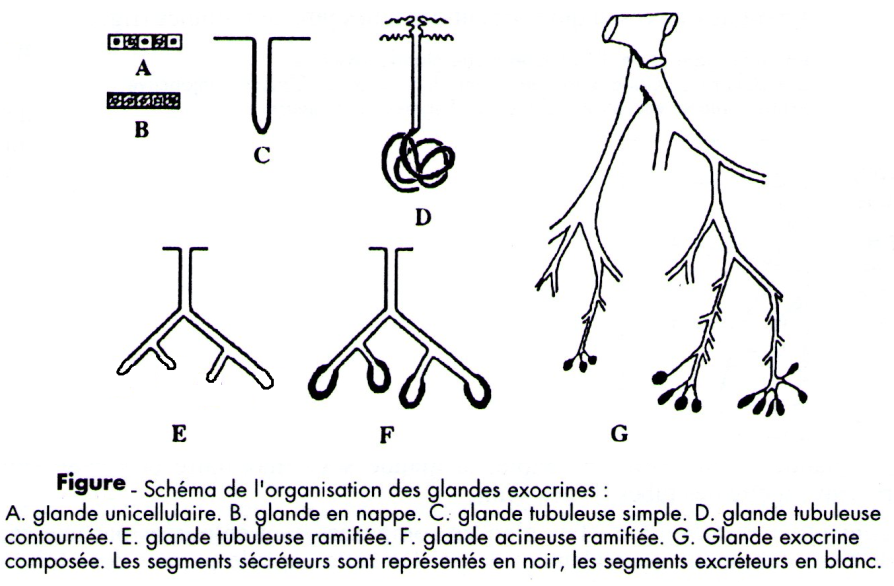 A
B
C
D
E
F
G
Figure - Schéma de l'organisation des glandes exocrines :
A. glande unicellulaire. B. glande en nappe. C. glande tubuleuse simple. D. glande tubuleuse
contournée. E. glande tubuleuse ramifiée. F. glande acineuse ramifiée. G. Glande exocrine
composée. Les segments sécréteurs sont représentés en noir, les segments excréteurs en blanc.